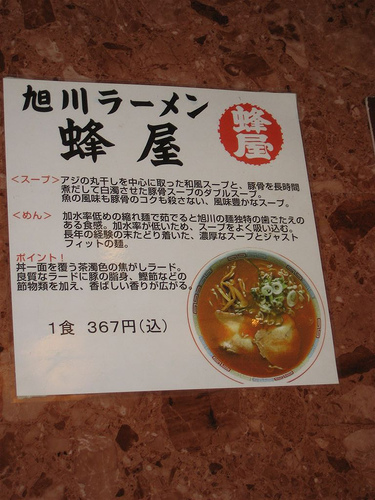 旭川ラーメン
蜂屋
蜂屋
<スープ>アジの丸干しを中心に取った和風スープと、豚骨を長時間
煮だして白濁させた豚骨スープのダブルスープ。
魚の風味も豚骨のコクも殺さない、風味豊かなスープ。
<めん> 加水率低めの縮れ麺で茹でると旭川の麺独特の歯ごたえの
ある食感。加水率が低いため、スープをよく吸い込む。
長年の経験の末たどり着いた、濃厚なスープとジャスト
フィットの麺。
ポイント!
丼一面を覆う茶濁色の焦がしラード。
良質なラードに豚の脂身、鰹節などの
節物類を加え、香ばしい香りが広がる。
1食 367円(込)